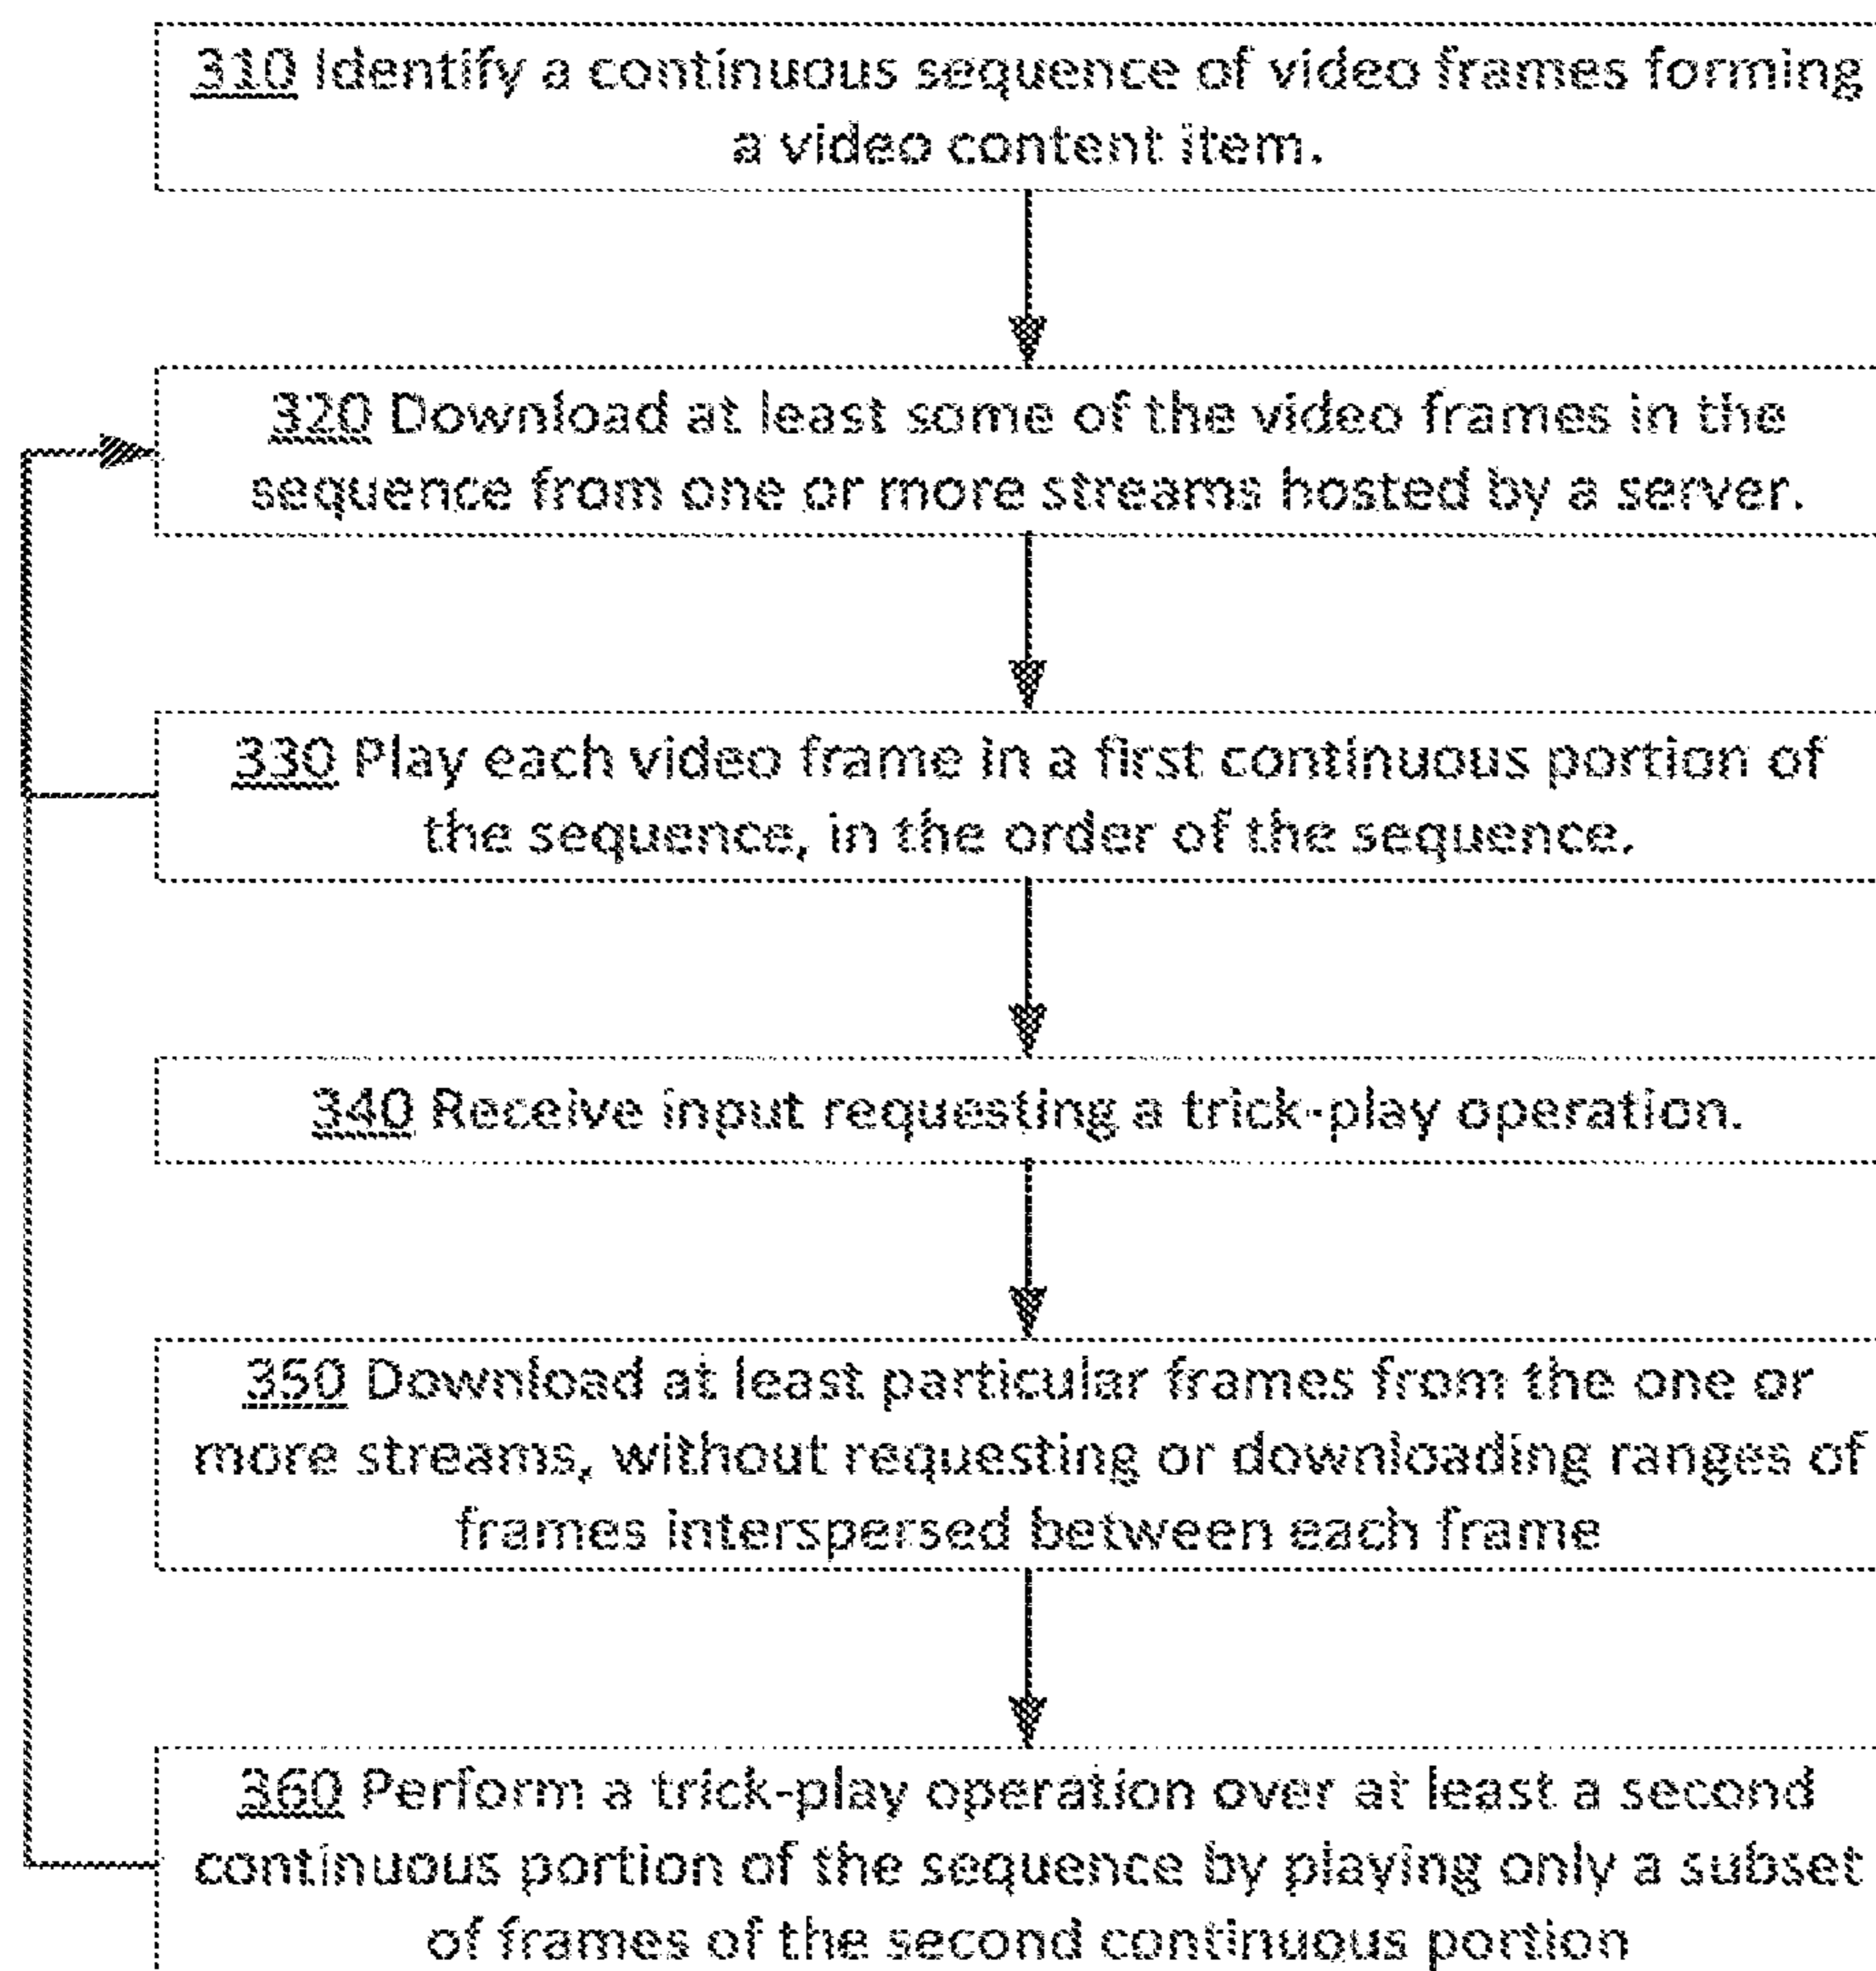 310 Identify a continuous sequence of video frames forming
a video content item.
320 Download at least some of the video frames in the
sequence from one or more streams hosted by a server.
330 Play each video frame in a first continuous portion of
the sequence, in the order of the sequence.
340 Receive input requesting a trick-play operation.
350 Download at least particular frames from the one or
more streams, without requesting or downloading ranges of
frames interspersed between each frame
360 Perform a trick-play operation over at least a second
continuous portion of the sequence by playing only a subset
of frames of the second continuous portion